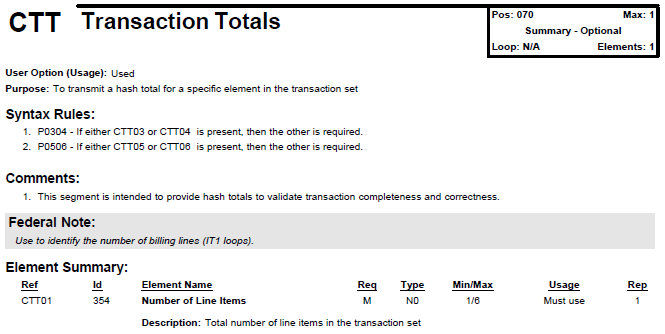 CTT Transaction Totals
Pos: 070 Max: 1
Summary - Optional
Loop: N/A Elements: 1
User Option (Usage): Used
Purpose: To transmit a hash total for a specific element in the transaction set
Syntax Rules:
1. P0304 - If either CTT03 or CTT04 is present, then the other is required.
2. P0506 - If either CTT05 or CTT06 is present, then the other is required.
Comments:
1. This segment is intended to provide hash totals to validate transaction completeness and correctness.
Federal Note:
Use to identify the number of billing lines (IT1 loops).
Element Summary:
Ref Id Element Name Req Type Min/Max Usage Rep
CTT01 354 Number of Line Items M N0 1/6 Must use 1
Description: Total number of line items in the transaction set